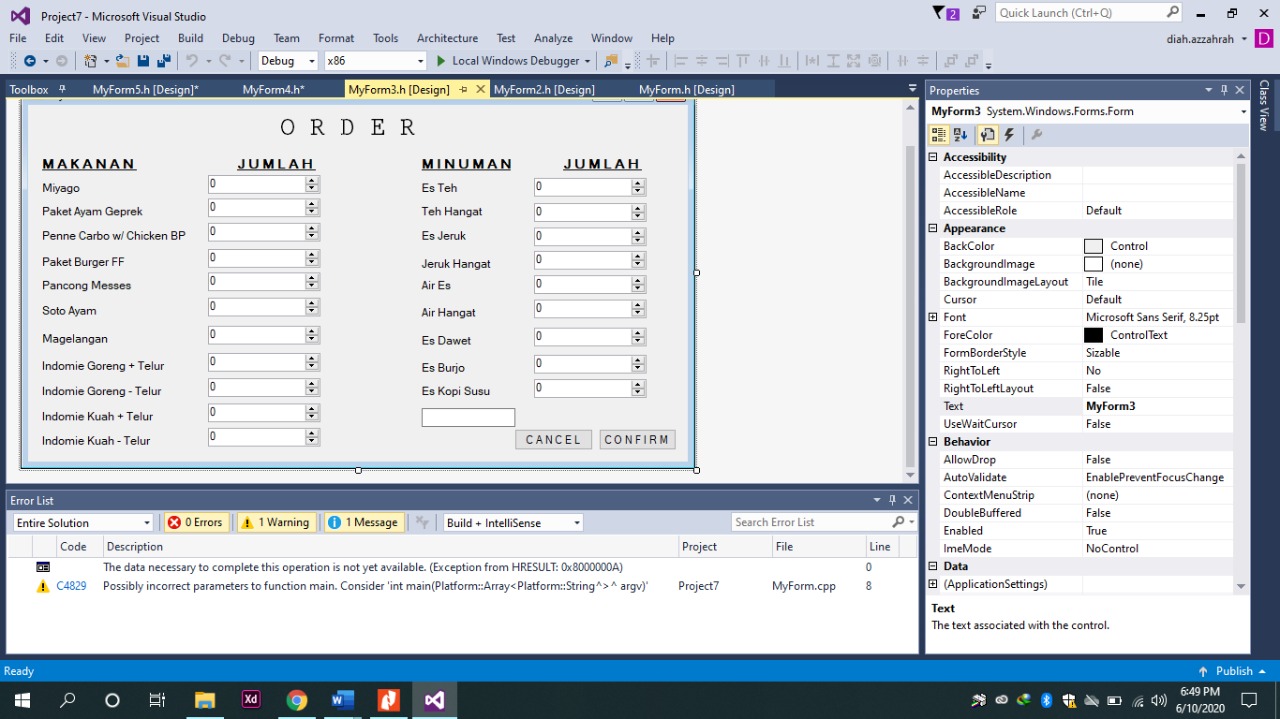 Project7 - Microsoft Visual Studio
2
Quick Launch (Ctrl+Q)
File Edit View Project Build Debug Team Format Tools Architecture Test Analyze Window Help
diah.azzahrah D
Debug x86 Local Windows Debugger
Toolbox MyForm5.h [Design]* MyForm4.h* MyForm3.h [Design] MyForm2.h [Design] MyForm.h [Design]
O R D E R
MAKANAN JUMLAH MINUMAN JUMLAH
Miyago 0 Es Teh 0
Paket Ayam Geprek 0 Teh Hangat 0
Penne Carbo w/ Chicken BP 0 Es Jeruk 0
Paket Burger FF 0 Jeruk Hangat 0
Pancong Messes 0 Air Es 0
Soto Ayam 0 Air Hangat 0
Magelangan 0 Es Dawet 0
Indomie Goreng + Telur 0 Es Burjo 0
Indomie Goreng - Telur 0 Es Kopi Susu 0
Indomie Kuah + Telur 0
Indomie Kuah - Telur 0
CANCEL CONFIRM
Properties
MyForm3 System.Windows.Forms.Form
Accessibility
AccessibleDescription
AccessibleName
AccessibleRole Default
Appearance
BackColor Control
BackgroundImage (none)
BackgroundImageLayout Tile
Cursor Default
Font Microsoft Sans Serif, 8.25pt
ForeColor ControlText
FormBorderStyle Sizable
RightToLeft No
RightToLeftLayout False
Text MyForm3
UseWaitCursor False
Behavior
AllowDrop False
AutoValidate EnablePreventFocusChange
ContextMenuStrip (none)
DoubleBuffered False
Enabled True
ImeMode NoControl
Data
(ApplicationSettings)
Text
The text associated with the control.
Class View
Error List
Entire Solution 0 Errors 1 Warning 1 Message Build + IntelliSense Search Error List
Code Description Project File Line
The data necessary to complete this operation is not yet available. (Exception from HRESULT: 0x8000000A) 0
C4829 Possibly incorrect parameters to function main. Consider 'int main(Platform::Array<Platform::String^>^ argv)' Project7 MyForm.cpp 8
Ready
Publish
Xd
6:49 PM
6/10/2020